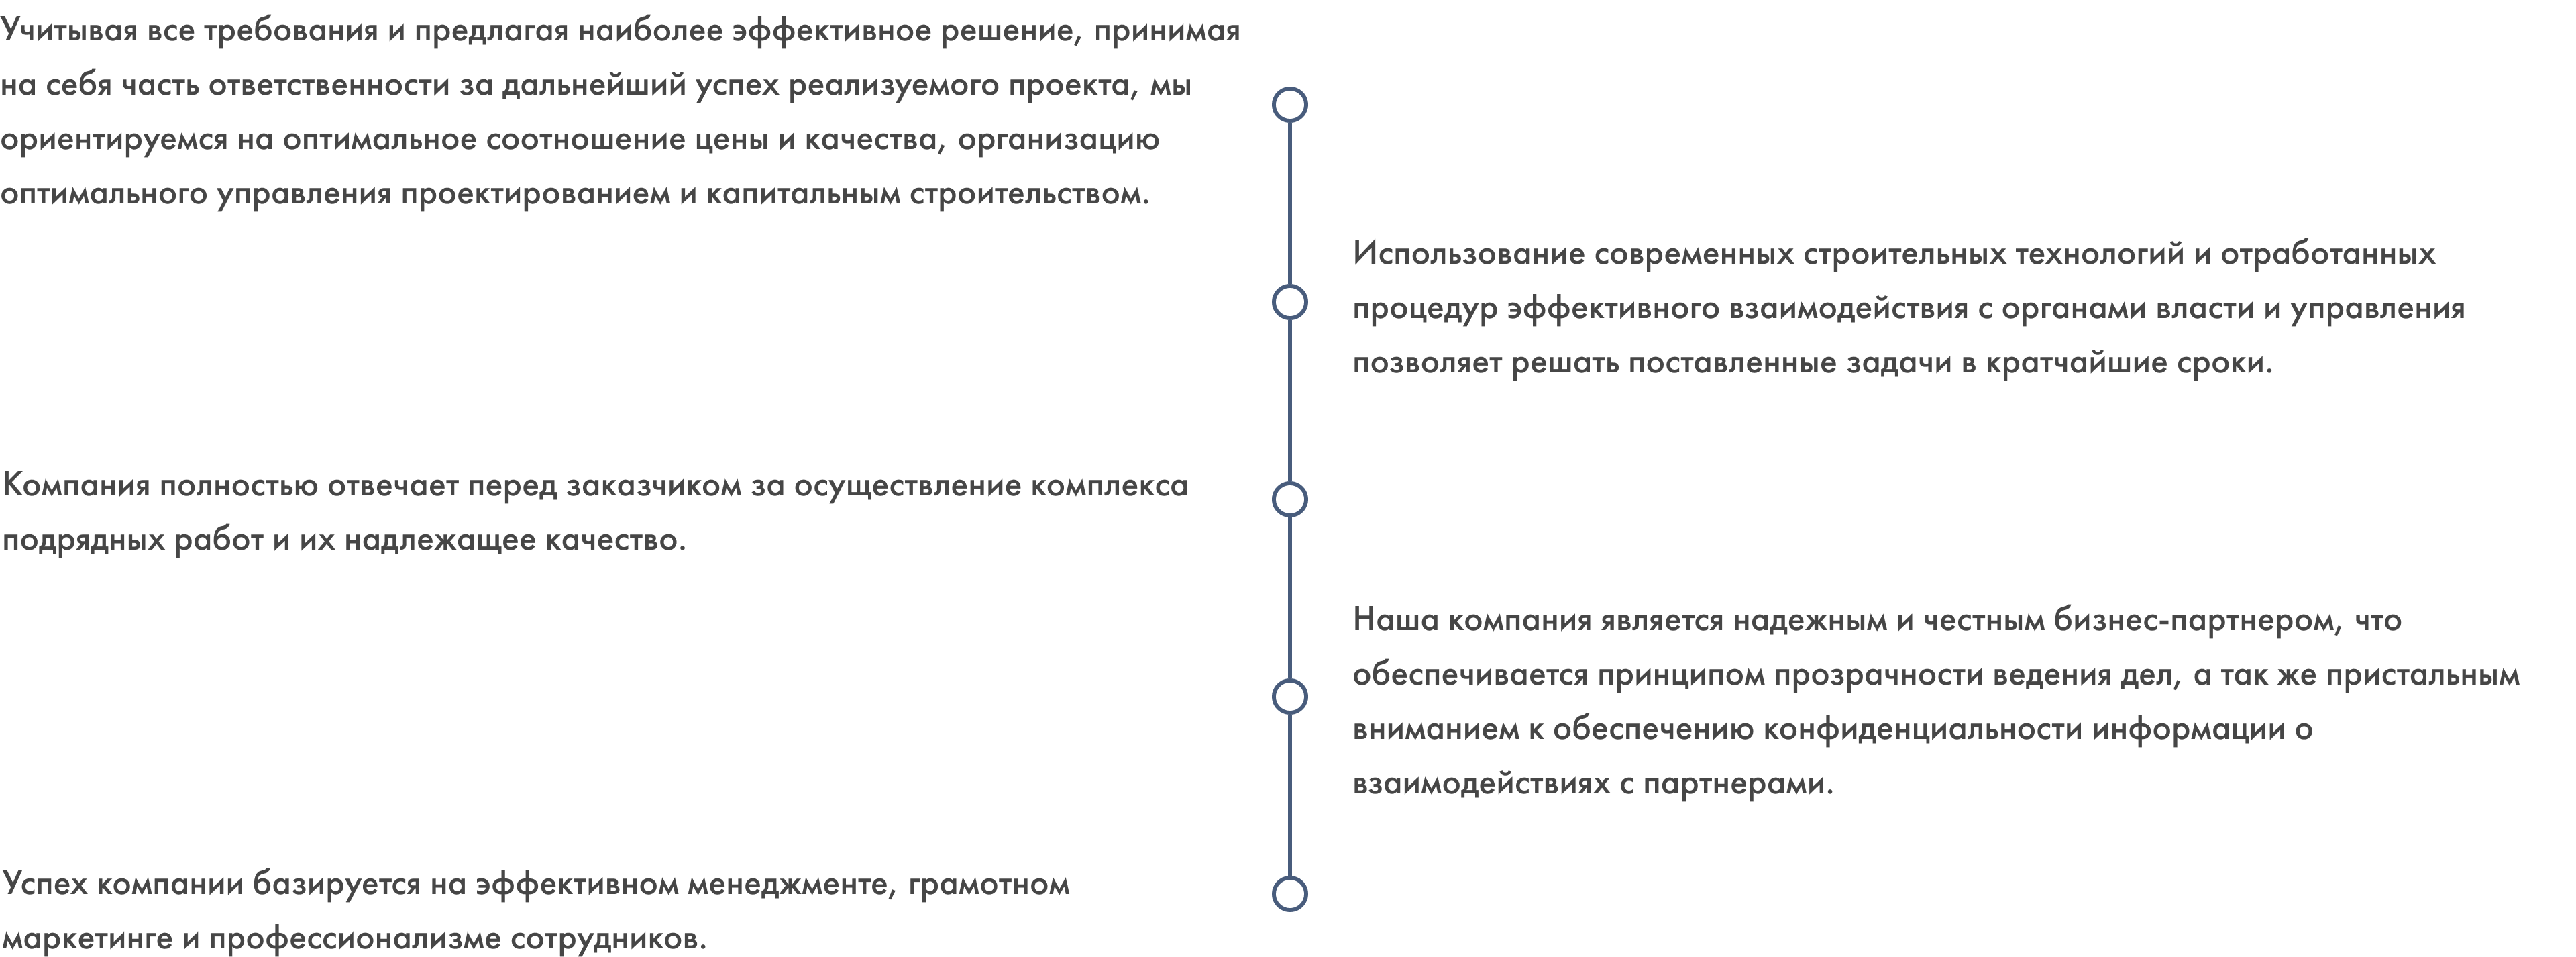 Учитывая все требования и предлагая наиболее эффективное решение, принимая
на себя часть ответственности за дальнейший успех реализуемого проекта, мы
ориентируемся на оптимальное соотношение цены и качества, организацию
оптимального управления проектированием и капитальным строительством.
Использование современных строительных технологий и отработанных
процедур эффективного взаимодействия с органами власти и управления
позволяет решать поставленные задачи в кратчайшие сроки.
Компания полностью отвечает перед заказчиком за осуществление комплекса
подрядных работ и их надлежащее качество.
Наша компания является надежным и честным бизнес-партнером, что
обеспечивается принципом прозрачности ведения дел, а так же пристальным
вниманием к обеспечению конфиденциальности информации о
взаимодействиях с партнерами.
Успех компании базируется на эффективном менеджменте, грамотном
маркетинге и профессионализме сотрудников.